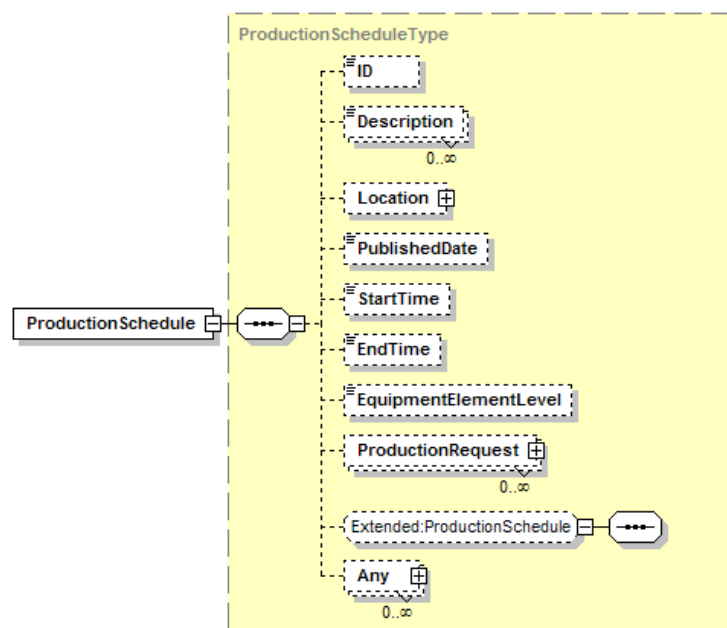 ProductionScheduleType
ID
Description
0..∞
Location
PublishedDate
StartTime
ProductionSchedule
EndTime
EquipmentElementLevel
ProductionRequest
0..∞
Extended:ProductionSchedule
Any
0..∞